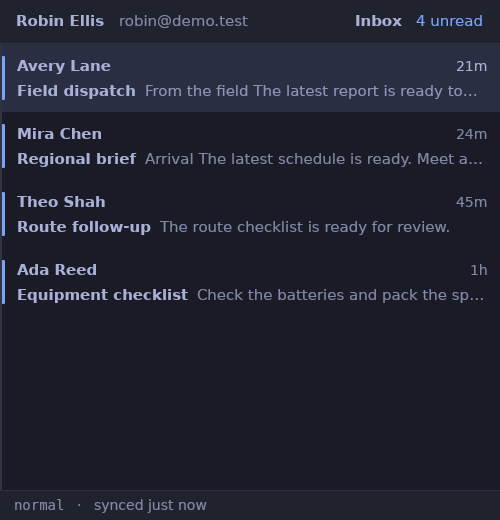 Robin Ellis robin@demo.test Inbox 4 unread
Avery Lane 21m
Field dispatch From the field The latest report is ready to…
Mira Chen 24m
Regional brief Arrival The latest schedule is ready. Meet a…
Theo Shah 45m
Route follow-up The route checklist is ready for review.
Ada Reed 1h
Equipment checklist Check the batteries and pack the sp…
normal · synced just now